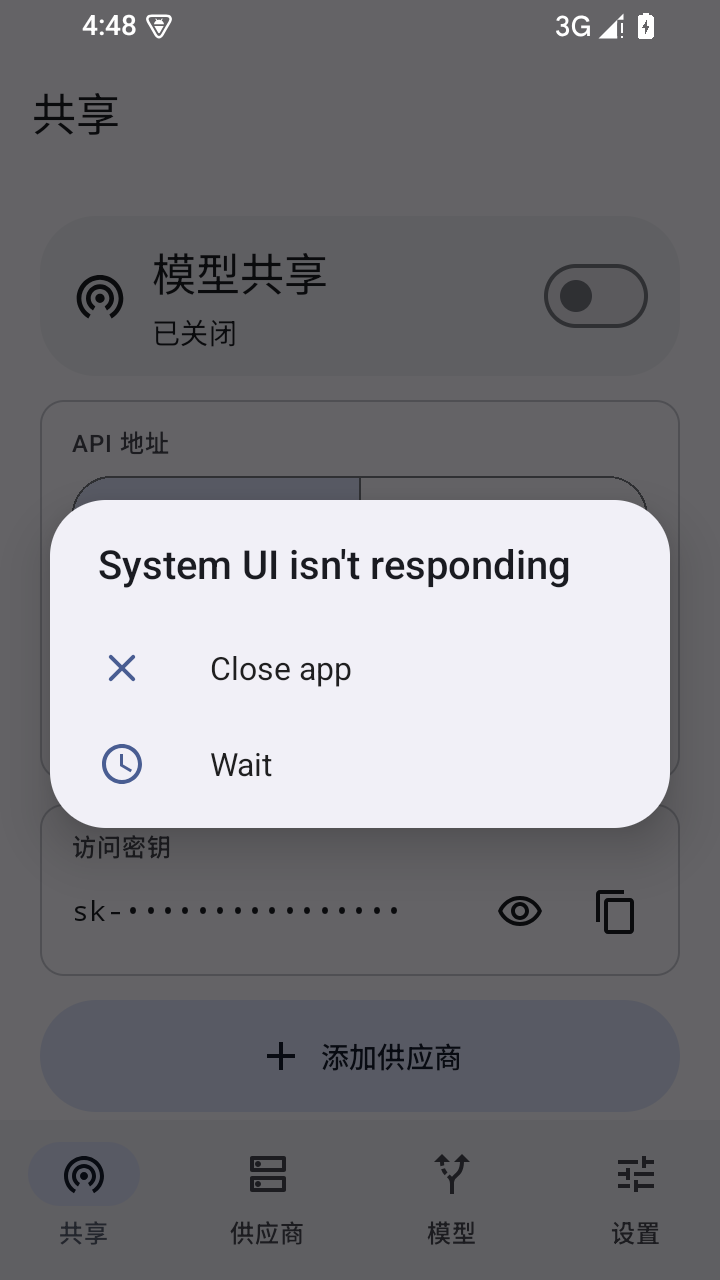 4:48
3G
共享
模型共享
已关闭
API 地址
System UI isn't responding
Close app
Wait
访问密钥
sk-••••••••••••••••
添加供应商
共享
供应商
模型
设置